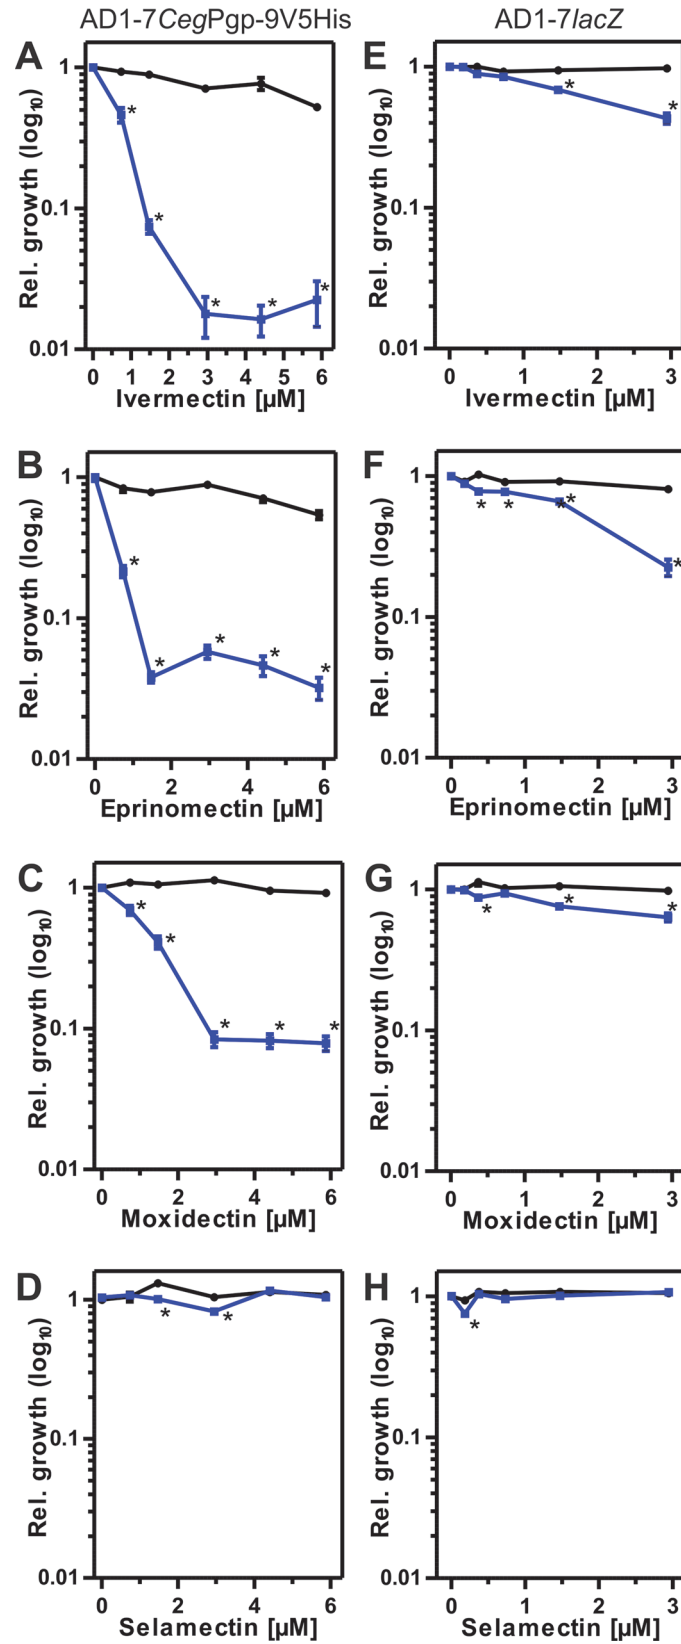 AD1-7CegPgp-9V5His
AD1-7lacZ
A
Rel. growth (log₁₀)
1
0.1
0.01
0 1 2 3 4 5 6
Ivermectin [µM]
* * * * *
E
Rel. growth (log₁₀)
1
0.1
0.01
0 1 2 3
Ivermectin [µM]
* *
B
Rel. growth (log₁₀)
1
0.1
0.01
0 2 4 6
Eprinomectin [µM]
* * * * *
F
Rel. growth (log₁₀)
1
0.1
0.01
0 1 2 3
Eprinomectin [µM]
* * * * *
C
Rel. growth (log₁₀)
1
0.1
0.01
0 2 4 6
Moxidectin [µM]
* * * * *
G
Rel. growth (log₁₀)
1
0.1
0.01
0 1 2 3
Moxidectin [µM]
* * *
D
Rel. growth (log₁₀)
1
0.1
0.01
0 2 4 6
Selamectin [µM]
* *
H
Rel. growth (log₁₀)
1
0.1
0.01
0 1 2 3
Selamectin [µM]
*